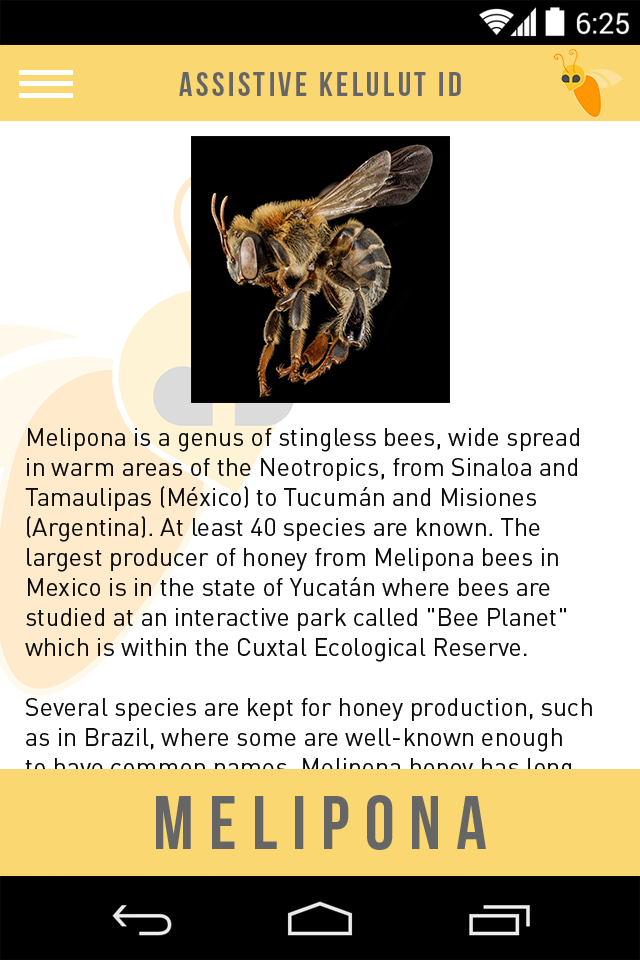 6:25
ASSISTIVE KELULUT ID
Melipona is a genus of stingless bees, wide spread
in warm areas of the Neotropics, from Sinaloa and
Tamaulipas (México) to Tucumán and Misiones
(Argentina). At least 40 species are known. The
largest producer of honey from Melipona bees in
Mexico is in the state of Yucatán where bees are
studied at an interactive park called "Bee Planet"
which is within the Cuxtal Ecological Reserve.
Several species are kept for honey production, such
as in Brazil, where some are well-known enough
to have common names. Melipona honey has long
MELIPONA